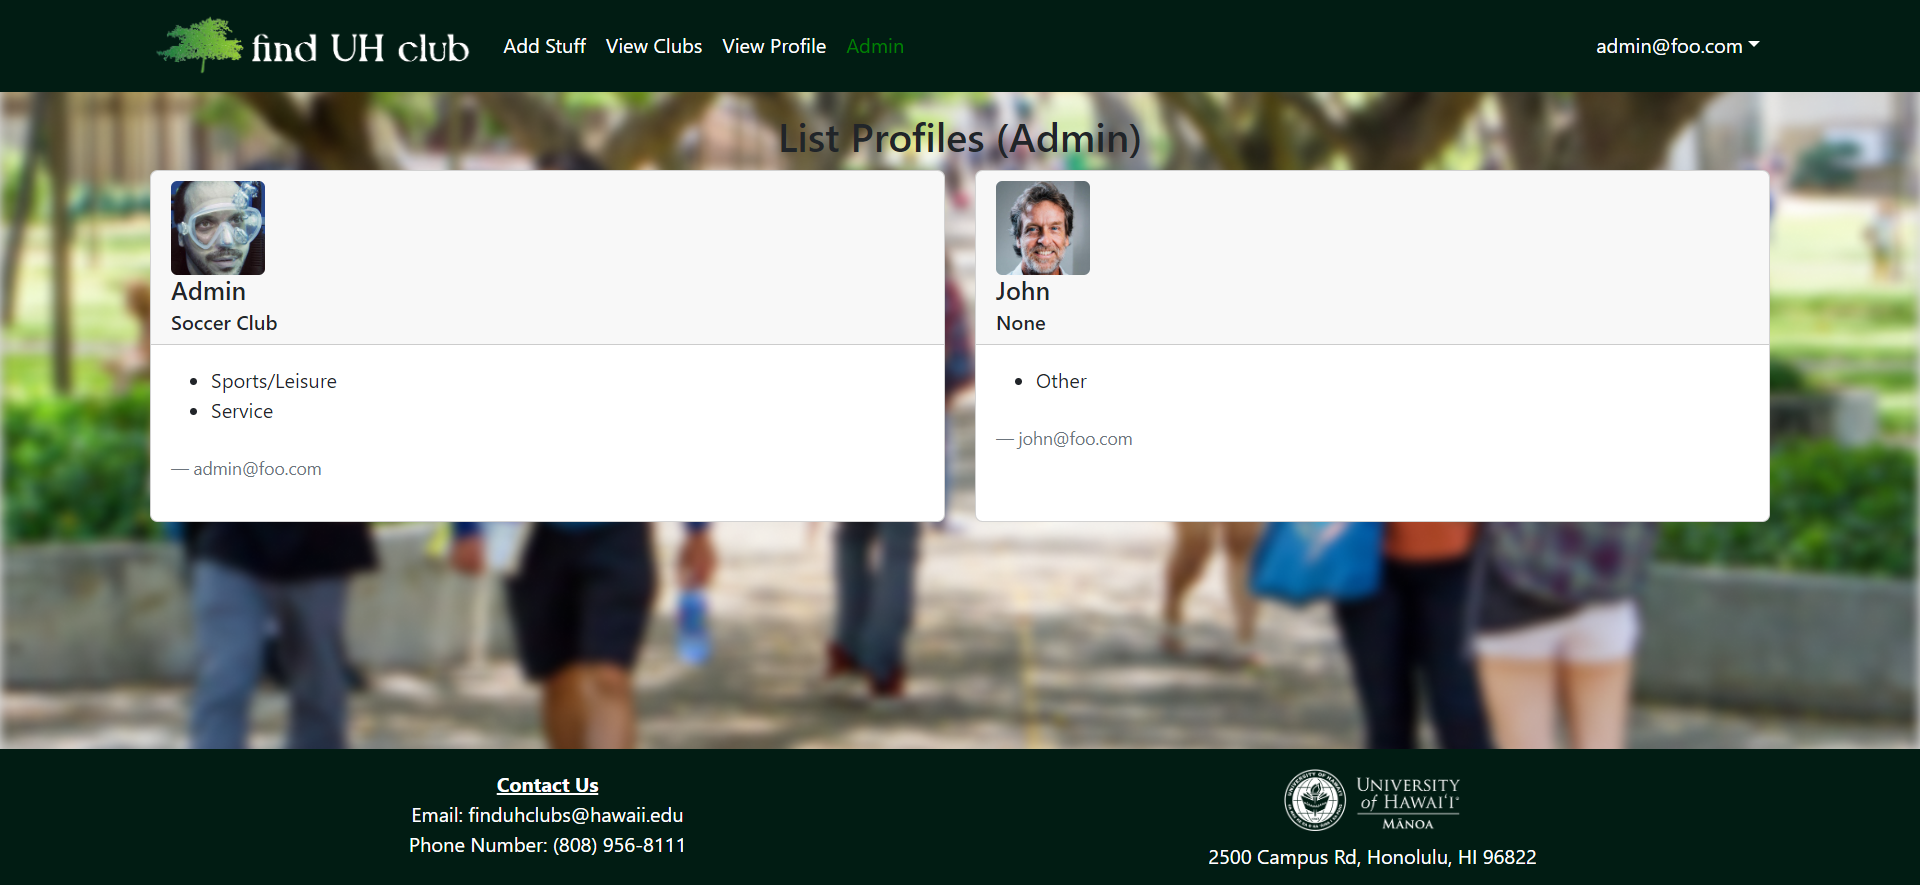 find UH club
Add Stuff
View Clubs
View Profile
Admin
admin@foo.com
List Profiles (Admin)
Admin
Soccer Club
Sports/Leisure
Service
— admin@foo.com
John
None
Other
— john@foo.com
Contact Us
Email: finduhclubs@hawaii.edu
Phone Number: (808) 956-8111
UNIVERSITY
of HAWAIʻI®
MĀNOA
2500 Campus Rd, Honolulu, HI 96822